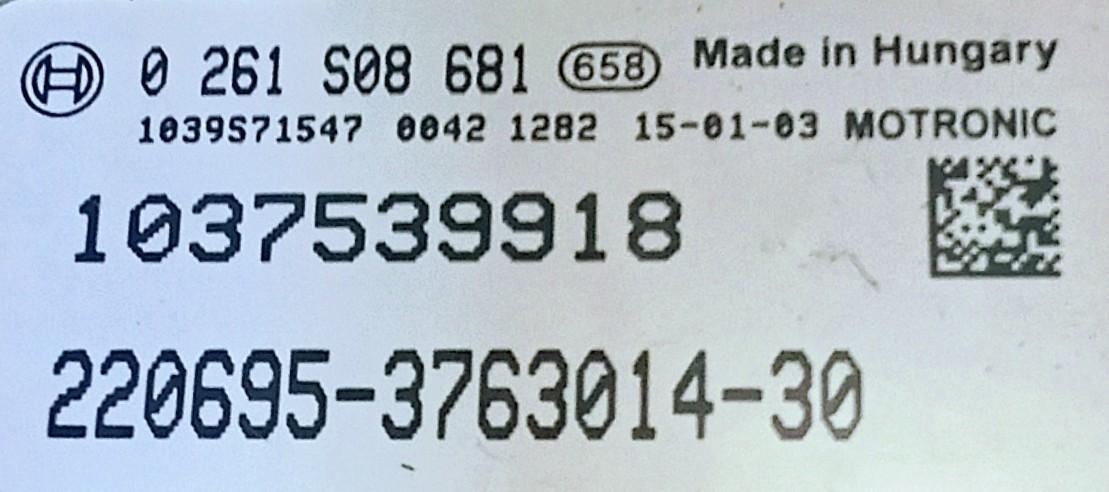 0 261 S08 681 658 Made in Hungary
1039S71547 0042 1282 15-01-03 MOTRONIC
1037539918
220695-3763014-30